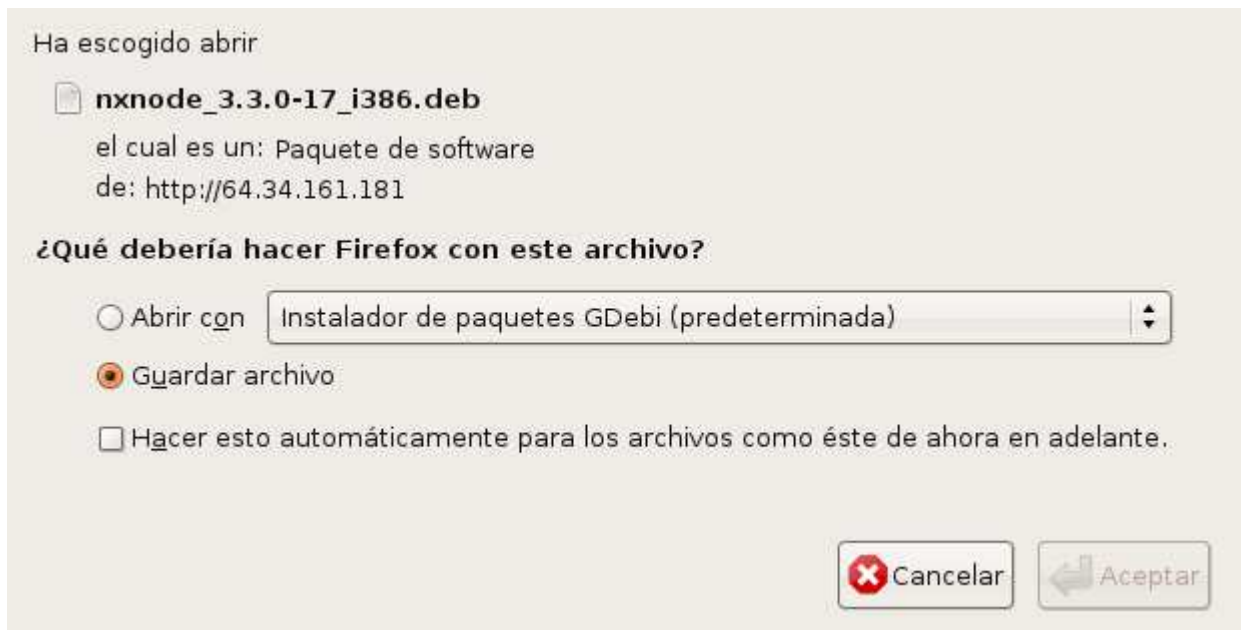 Ha escogido abrir
nxnode_3.3.0-17_i386.deb
el cual es un: Paquete de software
de: http://64.34.161.181
¿Qué debería hacer Firefox con este archivo?
Abrir con Instalador de paquetes GDebi (predeterminada)
Guardar archivo
Hacer esto automáticamente para los archivos como éste de ahora en adelante.
Cancelar Aceptar